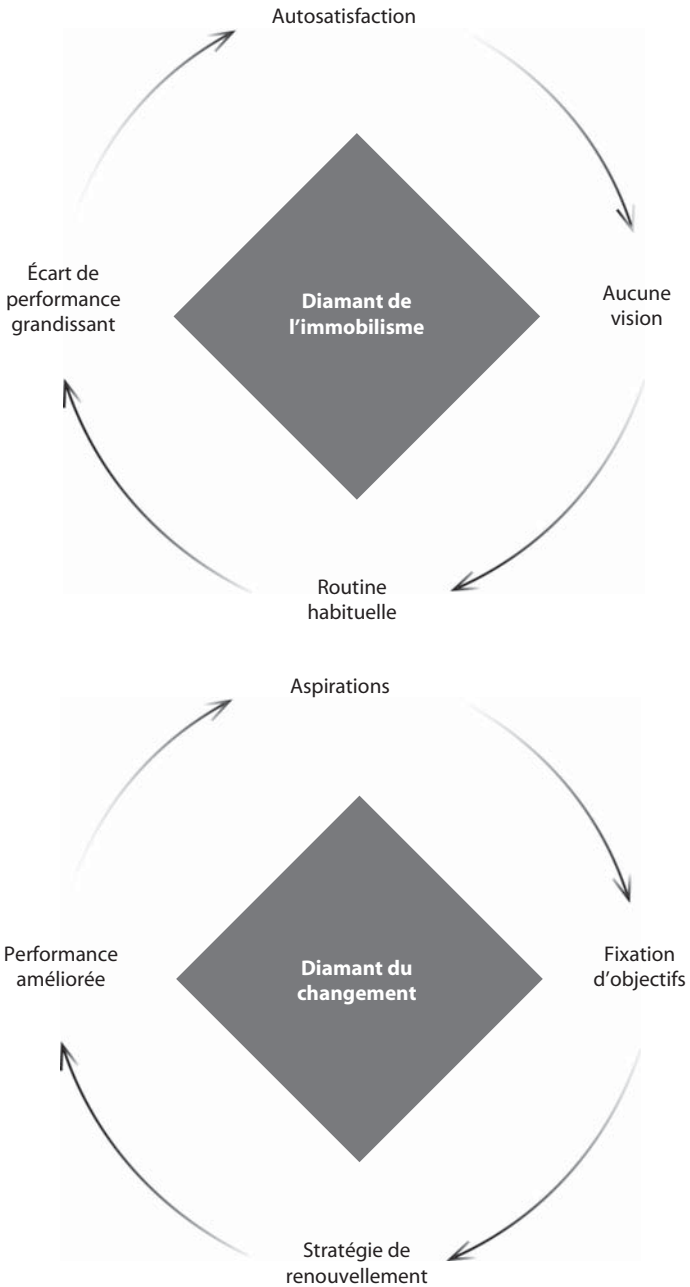 Autosatisfaction
Écart de
performance
grandissant
Diamant de
l’immobilisme
Aucune
vision
Routine
habituelle
Aspirations
Performance
améliorée
Diamant du
changement
Fixation
d’objectifs
Stratégie de
renouvellement